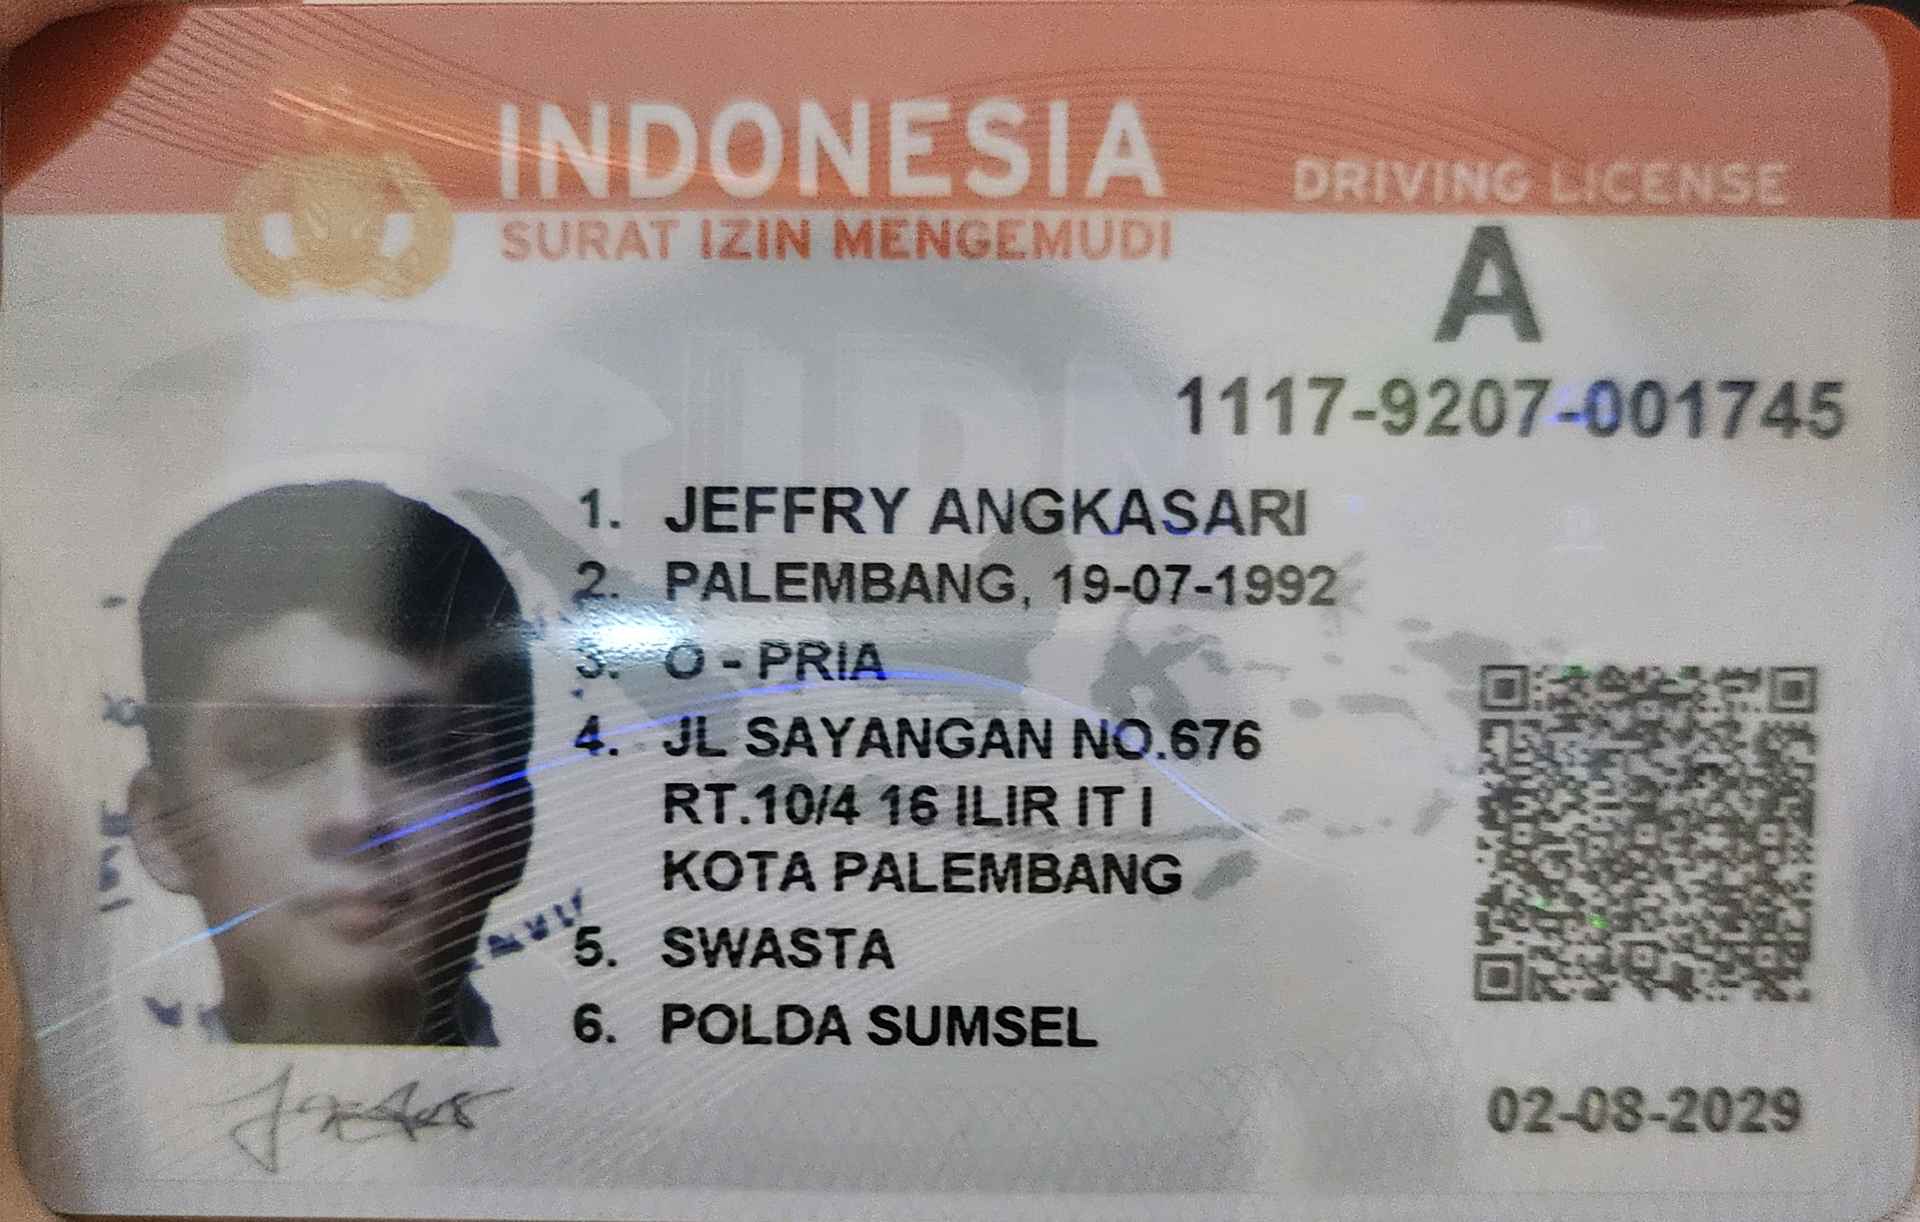 INDONESIA
DRIVING LICENSE
SURAT IZIN MENGEMUDI
A
1117-9207-001745
1. JEFFRY ANGKASARI
2. PALEMBANG, 19-07-1992
3. O - PRIA
4. JL SAYANGAN NO.676
RT.10/4 16 ILIR IT I
KOTA PALEMBANG
5. SWASTA
6. POLDA SUMSEL
02-08-2029